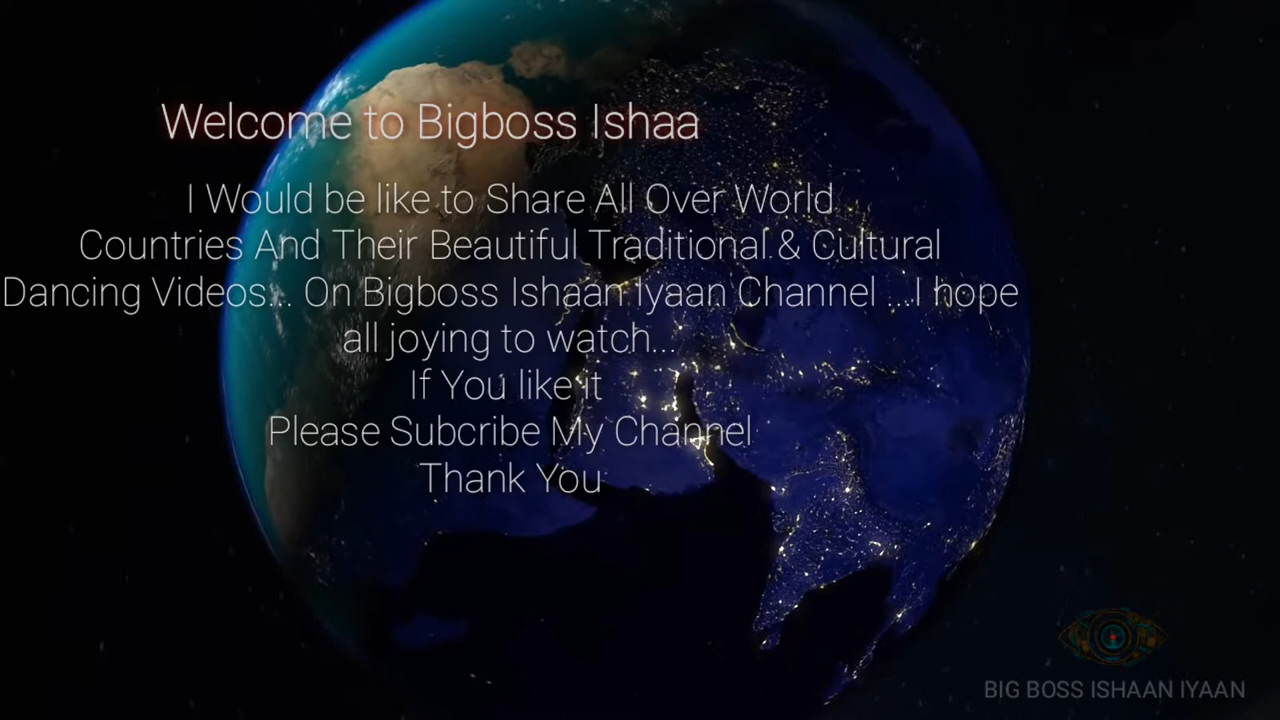 Welcome to Bigboss Ishaa
I Would be like to Share All Over World
Countries And Their Beautiful Traditional & Cultural
Dancing Videos... On Bigboss Ishaan Iyaan Channel ...I hope
all joying to watch...
If You like it
Please Subcribe My Channel
Thank You
BIG BOSS ISHAAN IYAAN